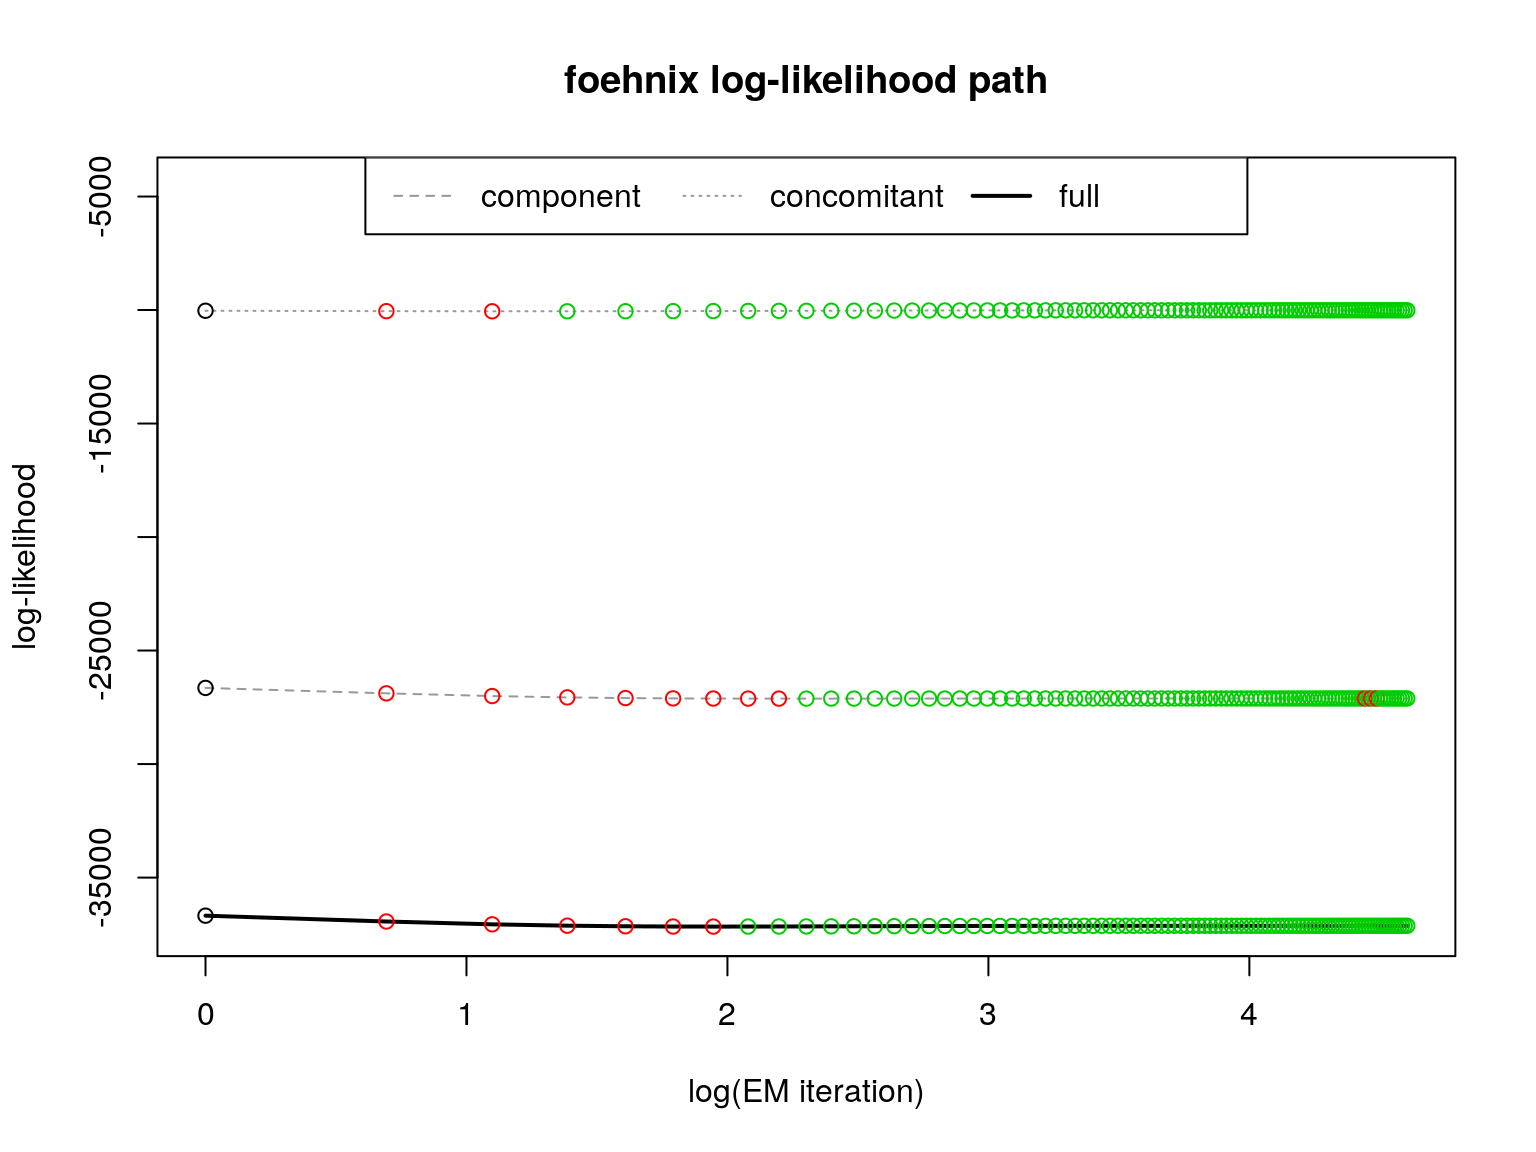 foehnix log-likelihood path
component concomitant full
-5000
-15000
-25000
-35000
log-likelihood
0 1 2 3 4
log(EM iteration)